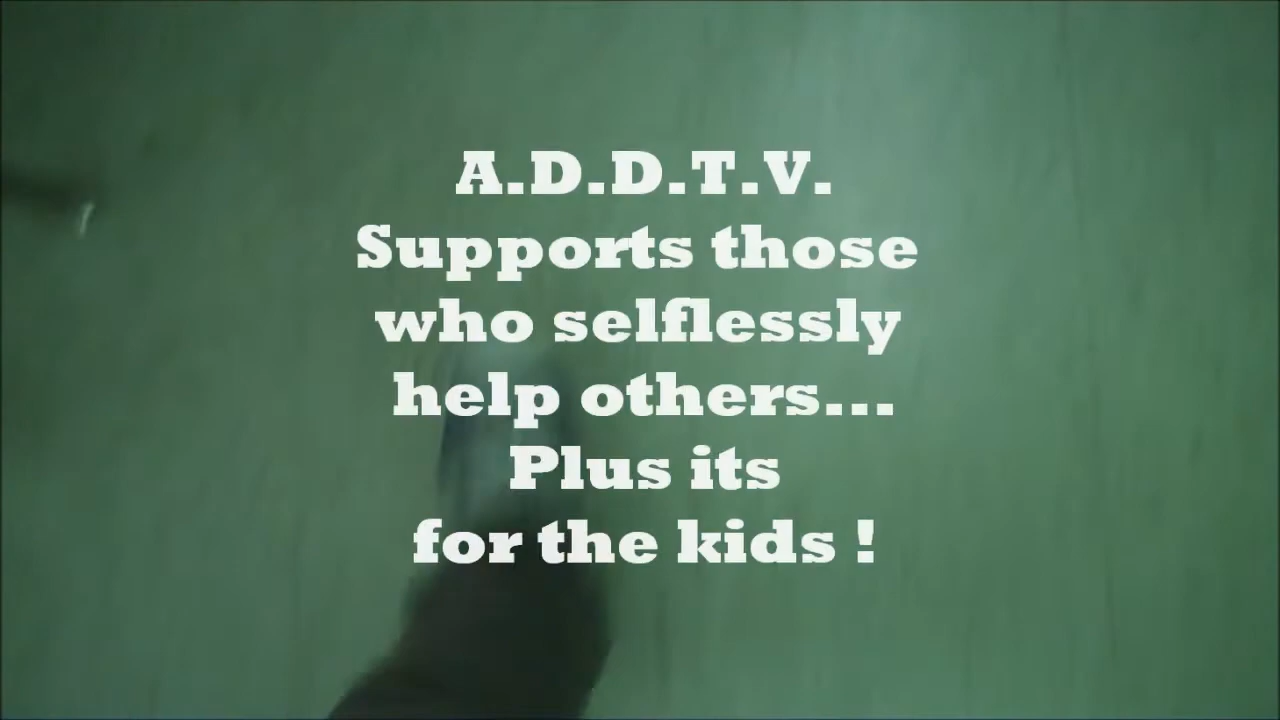 A.D.D.T.V.
Supports those
who selflessly
help others...
Plus its
for the kids !